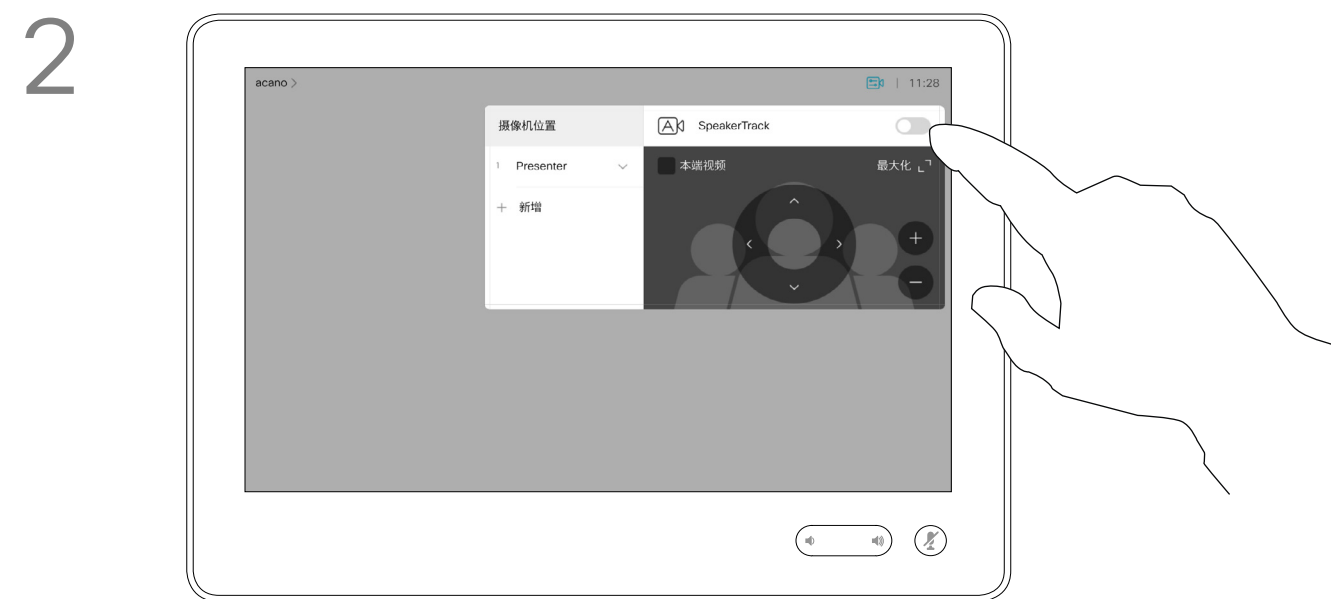 2
acano >
11:28
摄像机位置
SpeakerTrack
1 Presenter
本端视频
最大化
+ 新增